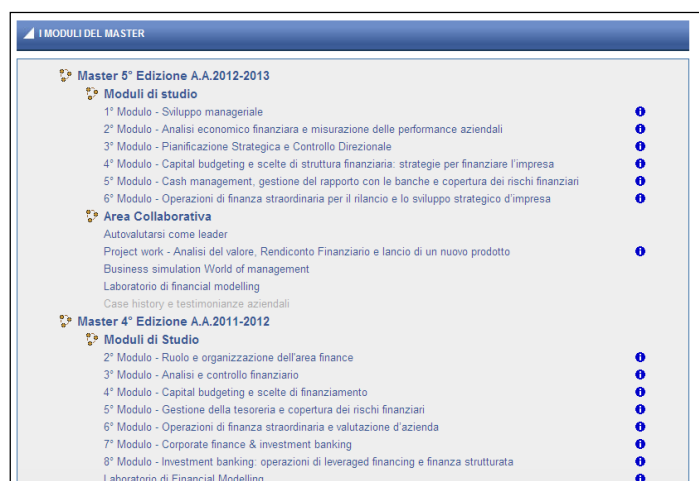 I MODULI DEL MASTER
Master 5° Edizione A.A.2012-2013
Moduli di studio
1° Modulo - Sviluppo manageriale
2° Modulo - Analisi economico finanziara e misurazione delle performance aziendali
3° Modulo - Pianificazione Strategica e Controllo Direzionale
4° Modulo - Capital budgeting e scelte di struttura finanziaria: strategie per finanziare l'impresa
5° Modulo - Cash management, gestione del rapporto con le banche e copertura dei rischi finanziari
6° Modulo - Operazioni di finanza straordinaria per il rilancio e lo sviluppo strategico d'impresa
Area Collaborativa
Autovalutarsi come leader
Project work - Analisi del valore, Rendiconto Finanziario e lancio di un nuovo prodotto
Business simulation World of management
Laboratorio di financial modelling
Case history e testimonianze aziendali
Master 4° Edizione A.A.2011-2012
Moduli di Studio
2° Modulo - Ruolo e organizzazione dell'area finance
3° Modulo - Analisi e controllo finanziario
4° Modulo - Capital budgeting e scelte di finanziamento
5° Modulo - Gestione della tesoreria e copertura dei rischi finanziari
6° Modulo - Operazioni di finanza straordinaria e valutazione d'azienda
7° Modulo - Corporate finance & investment banking
8° Modulo - Investment banking: operazioni di leveraged financing e finanza strutturata
Laboratorio di Financial Modelling